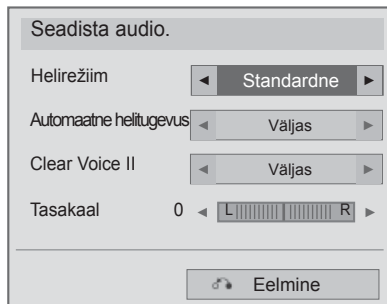 Seadista audio.
Helirežiim ◄ Standardne ►
Automaatne helitugevus ◄ Väljas ►
Clear Voice II ◄ Väljas ►
Tasakaal 0 ◄ L R ►
Eelmine